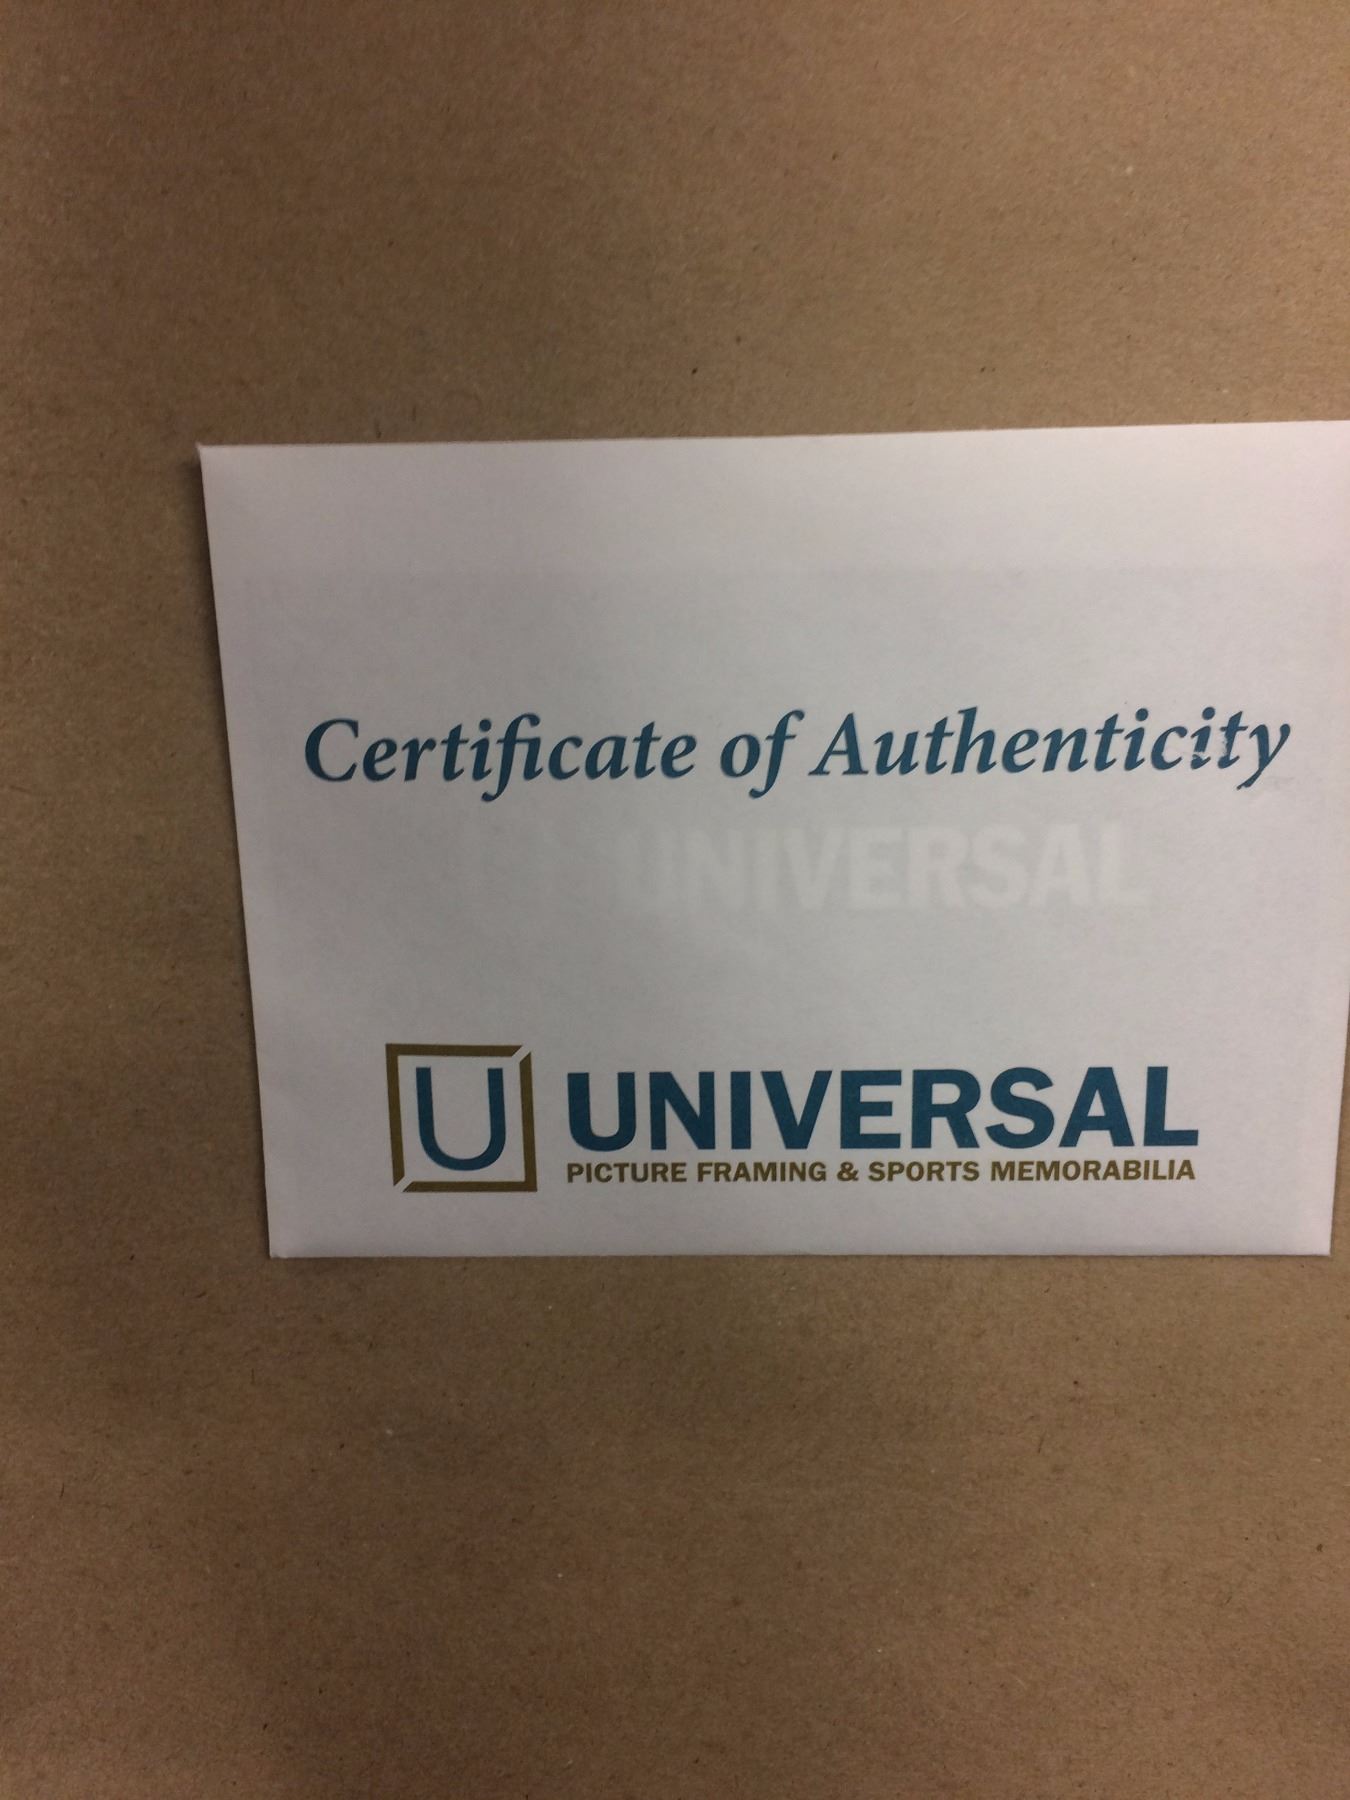 Certificate of Authenticity
UNIVERSAL
U UNIVERSAL
PICTURE FRAMING & SPORTS MEMORABILIA